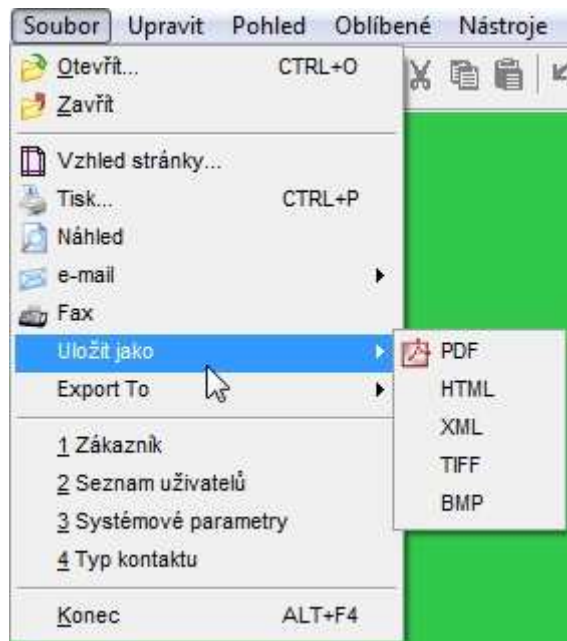 Soubor Upravit Pohled Oblíbené Nástroje
Otevřít... CTRL+O
Zavřít
Vzhled stránky...
Tisk... CTRL+P
Náhled
e-mail
Fax
Uložit jako
Export To
PDF
HTML
XML
TIFF
BMP
1 Zákazník
2 Seznam uživatelů
3 Systémové parametry
4 Typ kontaktu
Konec ALT+F4